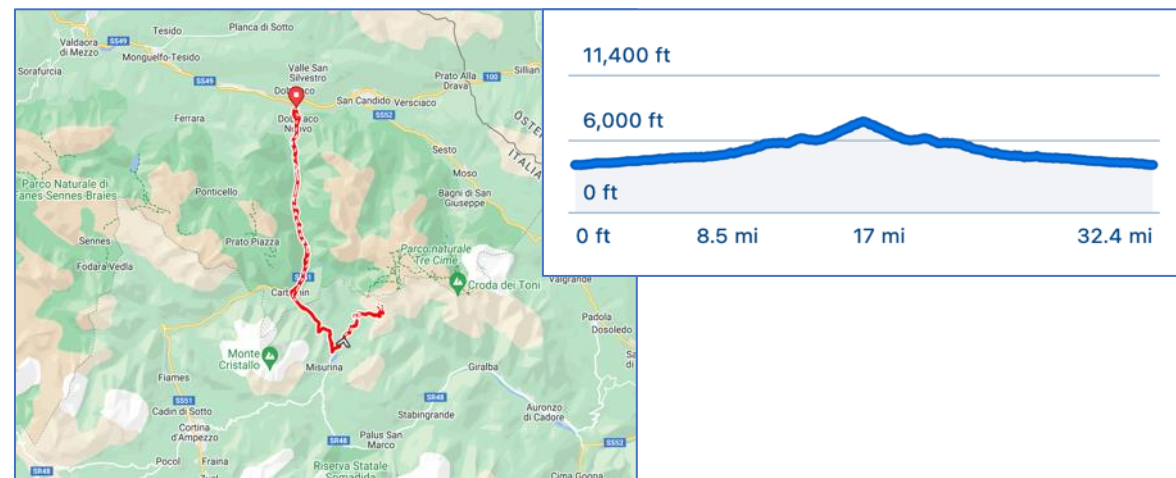 Tesido
Planca di Sotto
Valdaora
di Mezzo
SS49
Monguelfo-Tesido
Sorafurcia
SS49
Valle San
Silvestro
Prato Alla
Drava
100
Sillian
San Candido
Versciaco
SS52
Ferrara
Sesto
ITALIA
Moso
Parco Naturale di
anes Sennes Braies
Ponticello
Bagni di San
Giuseppe
Sennes
Prato Piazza
Parco naturale
Tre Cime
Fodara Vedla
Croda dei Toni
Valgrande
Padola
Dosoledo
Monte
Cristallo
Misurina
Giralba
Fiames
SS51
SR48
Auronzo
di Cadore
Cadin di Sotto
Stabingrande
Cortina
d'Ampezzo
SR48
Palus San
Marco
SS52
Pocol
Fraina
SR48
Riserva Statale
11,400 ft
6,000 ft
0 ft
0 ft
8.5 mi
17 mi
32.4 mi